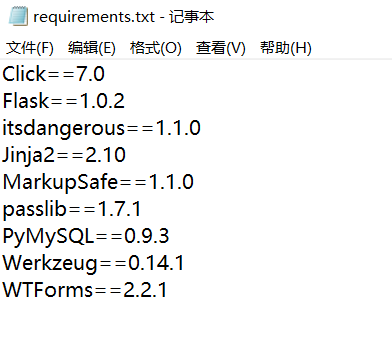 requirements.txt - 记事本
文件(F) 编辑(E) 格式(O) 查看(V) 帮助(H)
Click==7.0
Flask==1.0.2
itsdangerous==1.1.0
Jinja2==2.10
MarkupSafe==1.1.0
passlib==1.7.1
PyMySQL==0.9.3
Werkzeug==0.14.1
WTForms==2.2.1